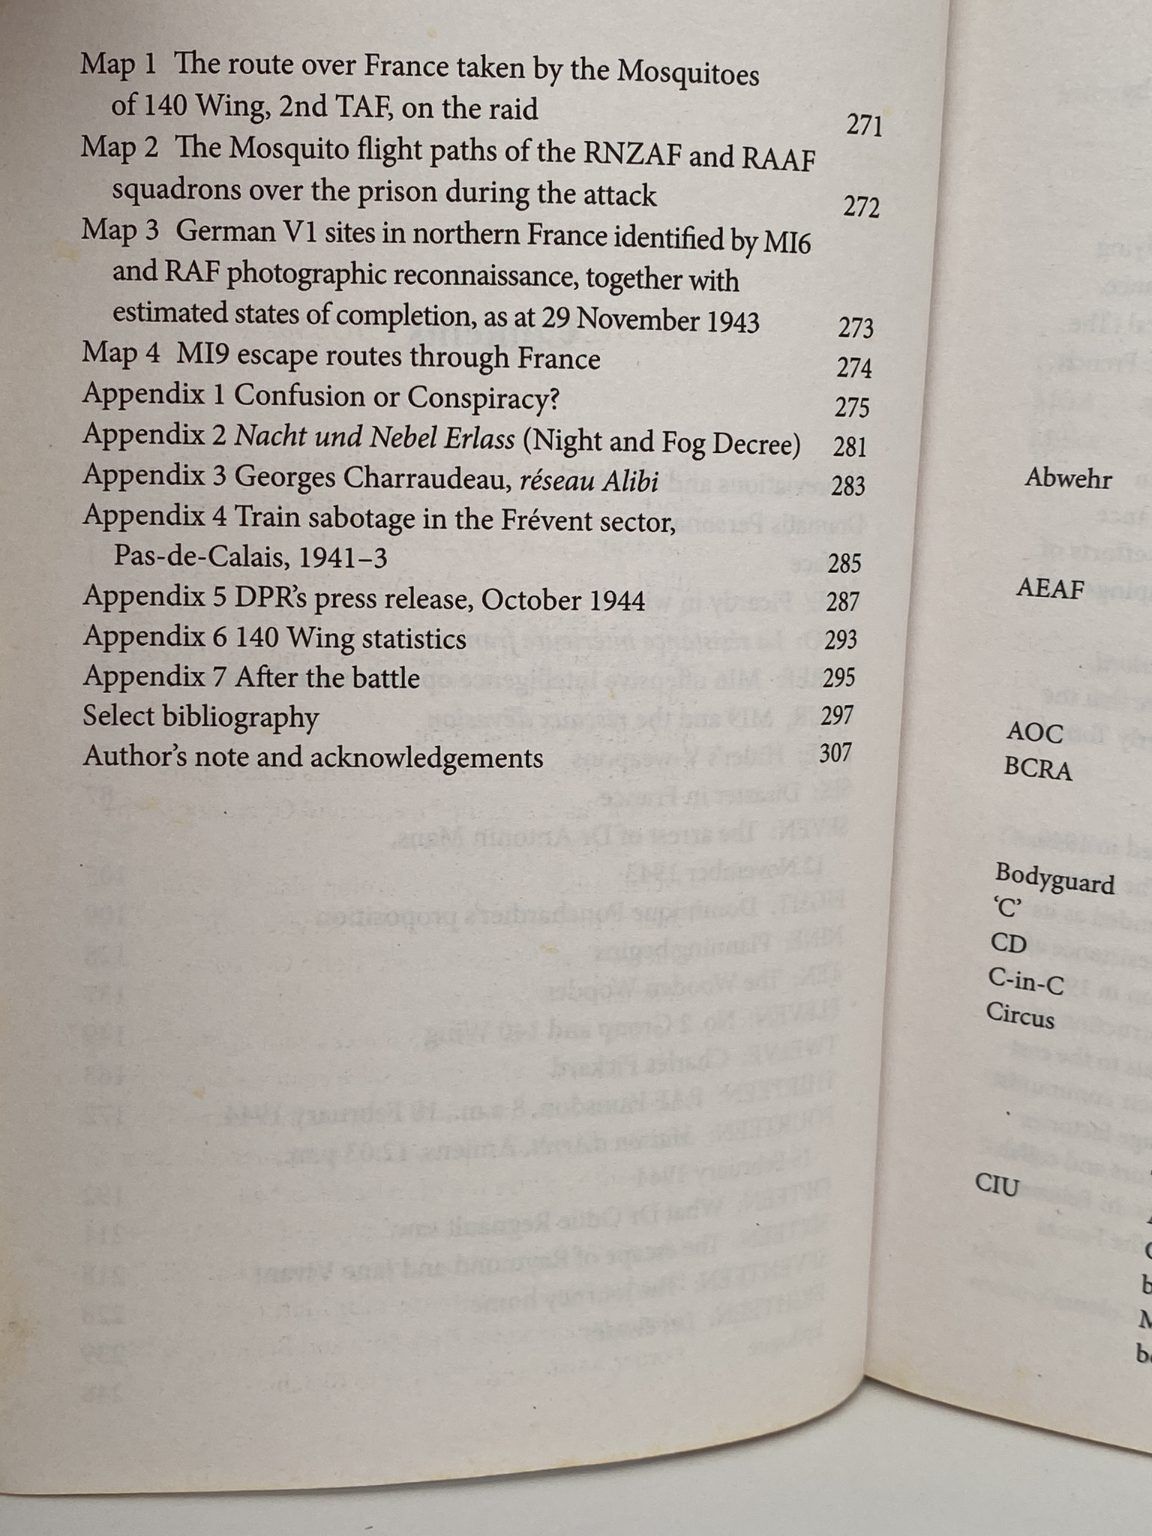 Map 1 The route over France taken by the Mosquitoes
of 140 Wing, 2nd TAF, on the raid 271
Map 2 The Mosquito flight paths of the RNZAF and RAAF
squadrons over the prison during the attack 272
Map 3 German V1 sites in northern France identified by MI6
and RAF photographic reconnaissance, together with
estimated states of completion, as at 29 November 1943 273
Map 4 MI9 escape routes through France 274
Appendix 1 Confusion or Conspiracy? 275
Appendix 2 Nacht und Nebel Erlass (Night and Fog Decree) 281
Appendix 3 Georges Charraudeau, réseau Alibi 283
Appendix 4 Train sabotage in the Frévent sector,
Pas-de-Calais, 1941–3 285
Appendix 5 DPR's press release, October 1944 287
Appendix 6 140 Wing statistics 293
Appendix 7 After the battle 295
Select bibliography 297
Author's note and acknowledgements 307
Abwehr
AEAF
AOC
BCRA
Bodyguard
'C'
CD
C-in-C
Circus
CIU